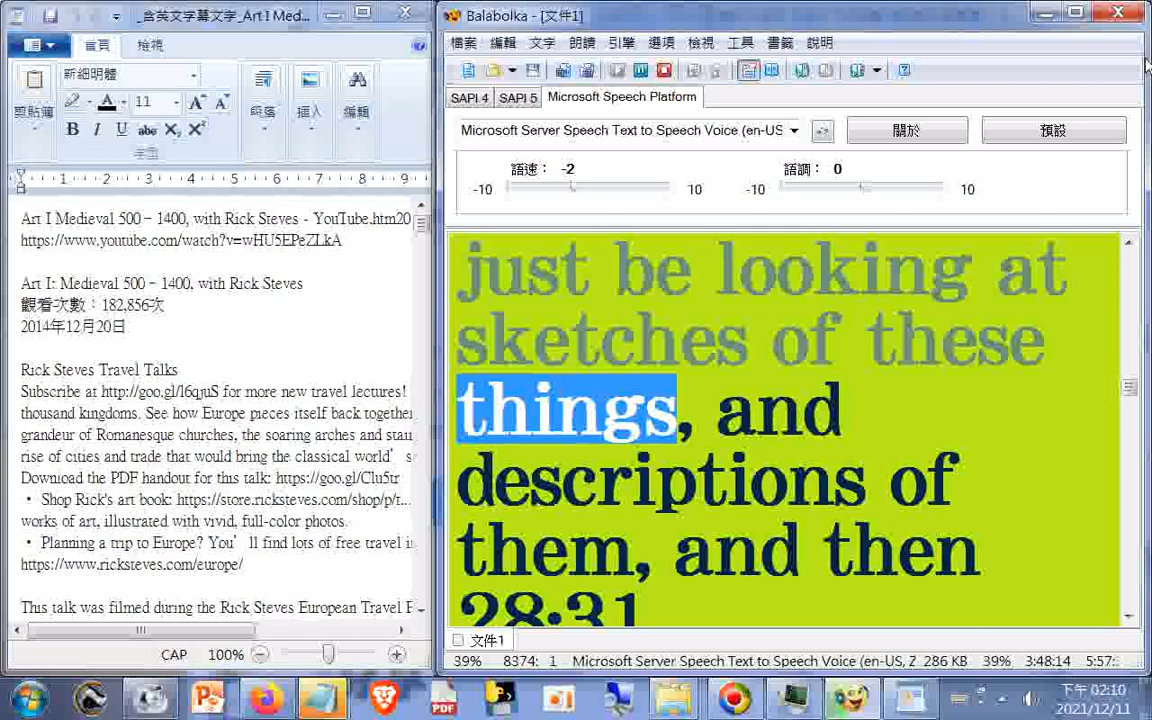 _含英文字幕文字_Art I Med...
首頁
檢視
新細明體
11
剪貼簿
段落
插入
編輯
字型
1 2 3 4 5 6 7 8 9
Art I Medieval 500 – 1400, with Rick Steves - YouTube.htm20
https://www.youtube.com/watch?v=wHU5EPeZLkA
Art I: Medieval 500 – 1400, with Rick Steves
觀看次數：182,856次
2014年12月20日
Rick Steves Travel Talks
Subscribe at http://goo.gl/l6qjuS for more new travel lectures!
thousand kingdoms. See how Europe pieces itself back together
grandeur of Romanesque churches, the soaring arches and stai
rise of cities and trade that would bring the classical world’s
Download the PDF handout for this talk: https://goo.gl/Clu5tr
• Shop Rick's art book: https://store.ricksteves.com/shop/p/t...
works of art, illustrated with vivid, full-color photos.
• Planning a trip to Europe? You’ll find lots of free travel i
https://www.ricksteves.com/europe/
This talk was filmed during the Rick Steves European Travel F
CAP 100%
Balabolka - [文件1]
檔案 編輯 文字 朗讀 引擎 選項 檢視 工具 書籤 說明
SAPI 4 SAPI 5 Microsoft Speech Platform
Microsoft Server Speech Text to Speech Voice (en-US
關於
預設
語速： -2
語調： 0
-10 10 -10 10
just be looking at
sketches of these
things, and
descriptions of
them, and then
28:31
文件1
39% 8374: 1 Microsoft Server Speech Text to Speech Voice (en-US, Z 286 KB 39% 3:48:14 5:57:
PDF
下午 02:10
2021/12/11